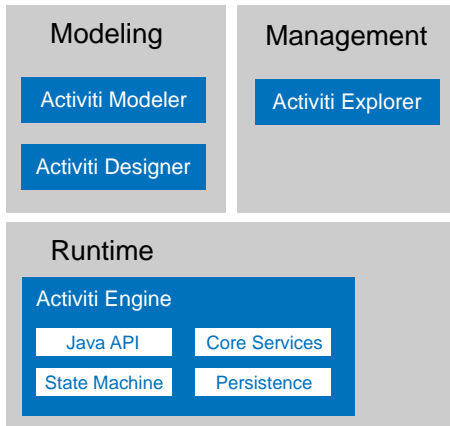 Modeling
Activiti Modeler
Activiti Designer
Management
Activiti Explorer
Runtime
Activiti Engine
Java API
Core Services
State Machine
Persistence